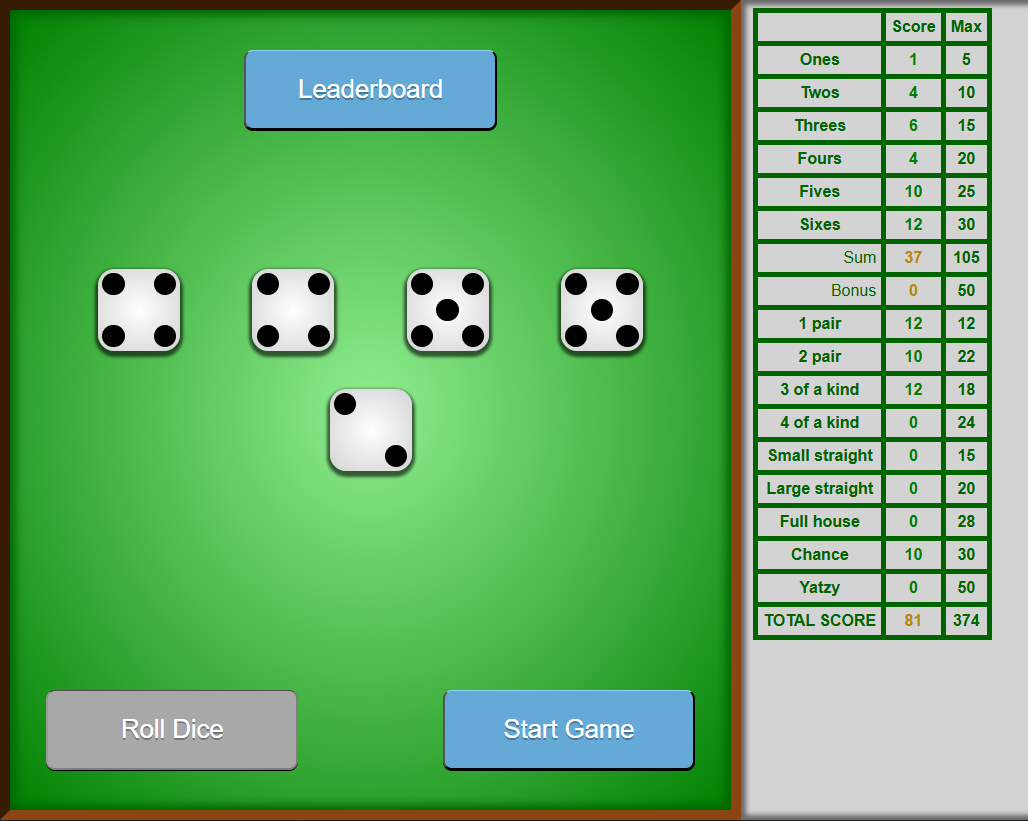 Leaderboard
Roll Dice
Start Game
Score Max
Ones 1 5
Twos 4 10
Threes 6 15
Fours 4 20
Fives 10 25
Sixes 12 30
Sum 37 105
Bonus 0 50
1 pair 12 12
2 pair 10 22
3 of a kind 12 18
4 of a kind 0 24
Small straight 0 15
Large straight 0 20
Full house 0 28
Chance 10 30
Yatzy 0 50
TOTAL SCORE 81 374